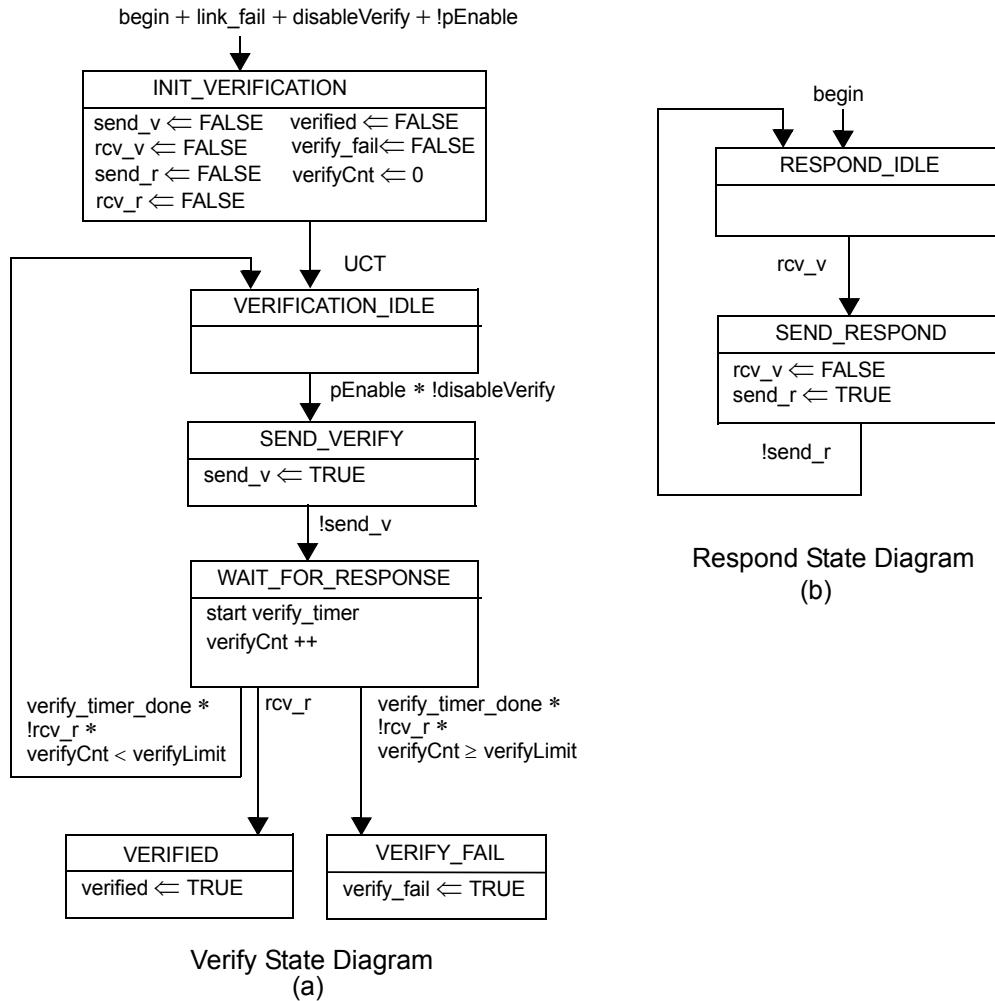 begin + link_fail + disableVerify + !pEnable
INIT_VERIFICATION
send_v ⇐ FALSE verified ⇐ FALSE
rcv_v ⇐ FALSE verify_fail⇐ FALSE
send_r ⇐ FALSE verifyCnt ⇐ 0
rcv_r ⇐ FALSE
UCT
VERIFICATION_IDLE
pEnable * !disableVerify
SEND_VERIFY
send_v ⇐ TRUE
!send_v
WAIT_FOR_RESPONSE
start verify_timer
verifyCnt ++
verify_timer_done *
!rcv_r *
verifyCnt < verifyLimit
rcv_r
verify_timer_done *
!rcv_r *
verifyCnt ≥ verifyLimit
VERIFIED
verified ⇐ TRUE
VERIFY_FAIL
verify_fail ⇐ TRUE
Verify State Diagram
(a)
begin
RESPOND_IDLE
rcv_v
SEND_RESPOND
rcv_v ⇐ FALSE
send_r ⇐ TRUE
!send_r
Respond State Diagram
(b)